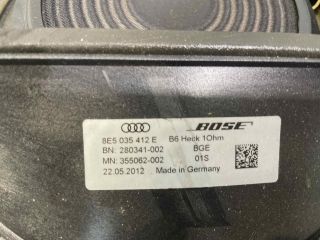 BOSE
8E5 035 412 E B6 Heck 1Ohm
BN: 280341-002 BGE
MN: 355062-002 01S
22.05.2012 Made in Germany